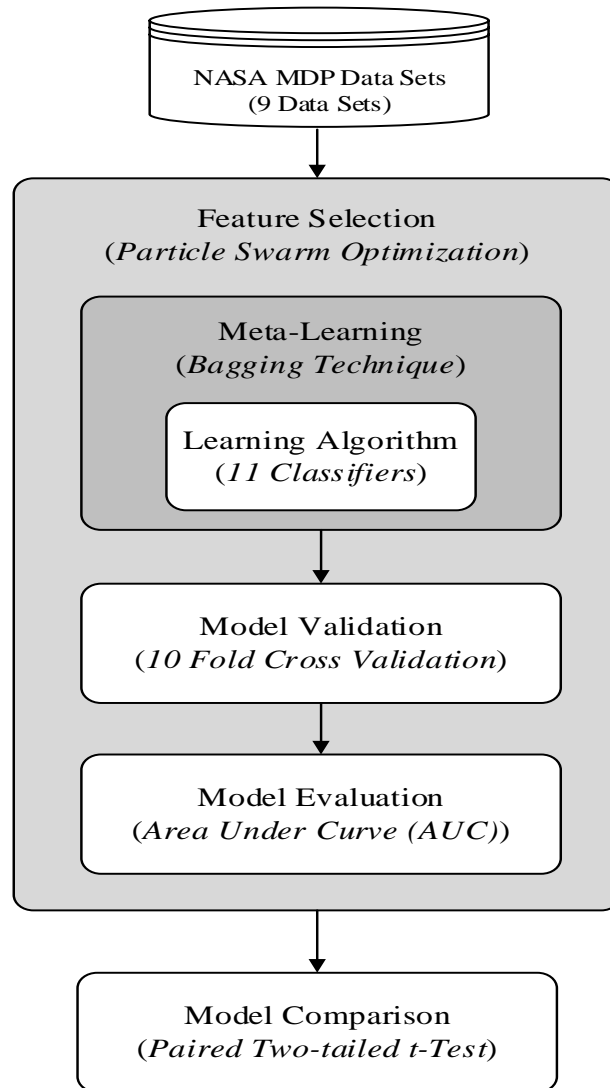 NASA MDP Data Sets
(9 Data Sets)
Feature Selection
(Particle Swarm Optimization)
Meta-Learning
(Bagging Technique)
Learning Algorithm
(11 Classifiers)
Model Validation
(10 Fold Cross Validation)
Model Evaluation
(Area Under Curve (AUC))
Model Comparison
(Paired Two-tailed t-Test)